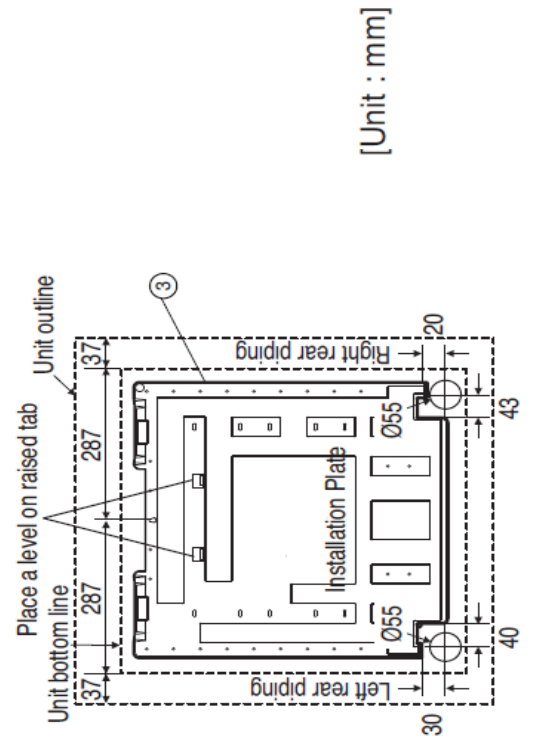 [Unit : mm]
Unit outline
Place a level on raised tab
Unit bottom line
37
287
287
37
3
Right rear piping
Left rear piping
Installation Plate
Ø55
Ø55
20
43
40
30